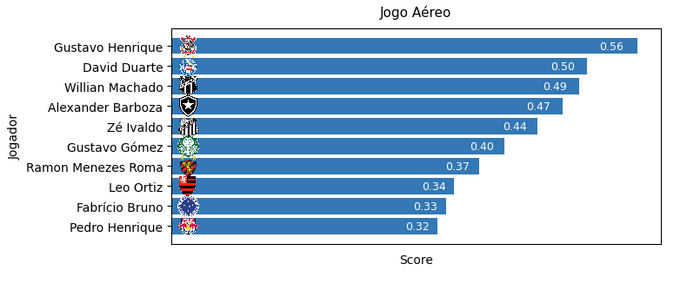 Jogo Aéreo
Jogador
Gustavo Henrique 0.56
David Duarte 0.50
Willian Machado 0.49
Alexander Barboza 0.47
Zé Ivaldo 0.44
Gustavo Gómez 0.40
Ramon Menezes Roma 0.37
Leo Ortiz 0.34
Fabrício Bruno 0.33
Pedro Henrique 0.32
Score